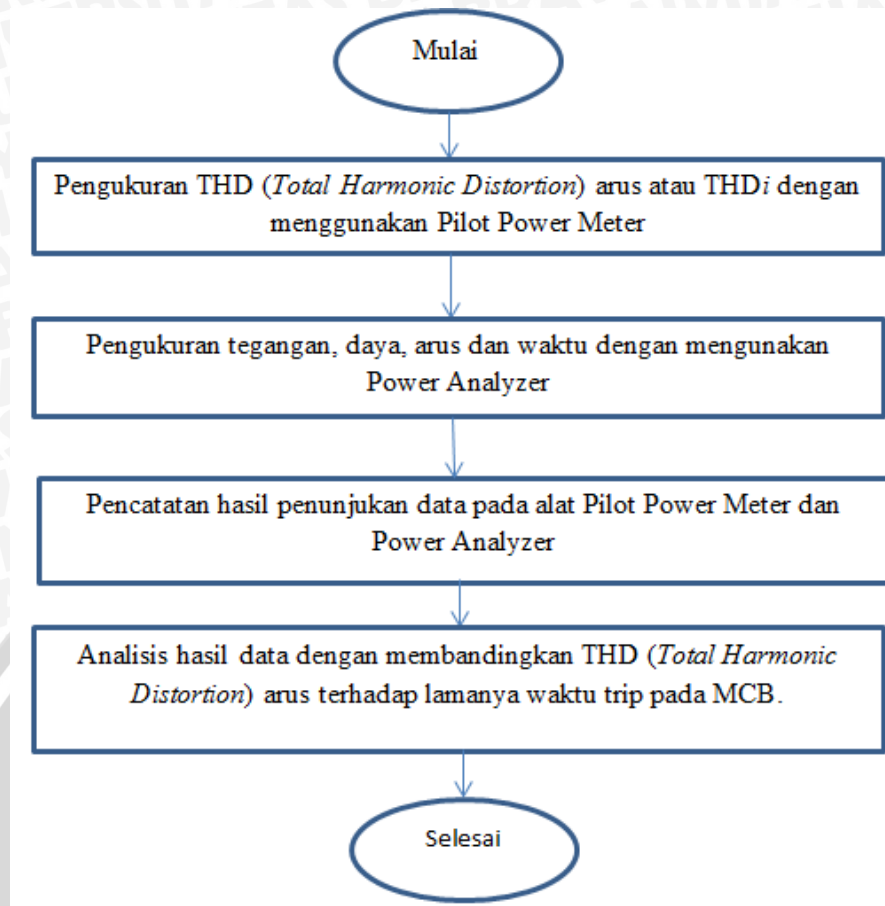 Mulai
Pengukuran THD (Total Harmonic Distortion) arus atau THDi dengan
menggunakan Pilot Power Meter
Pengukuran tegangan, daya, arus dan waktu dengan mengunakan
Power Analyzer
Pencatatan hasil penunjukan data pada alat Pilot Power Meter dan
Power Analyzer
Analisis hasil data dengan membandingkan THD (Total Harmonic
Distortion) arus terhadap lamanya waktu trip pada MCB.
Selesai